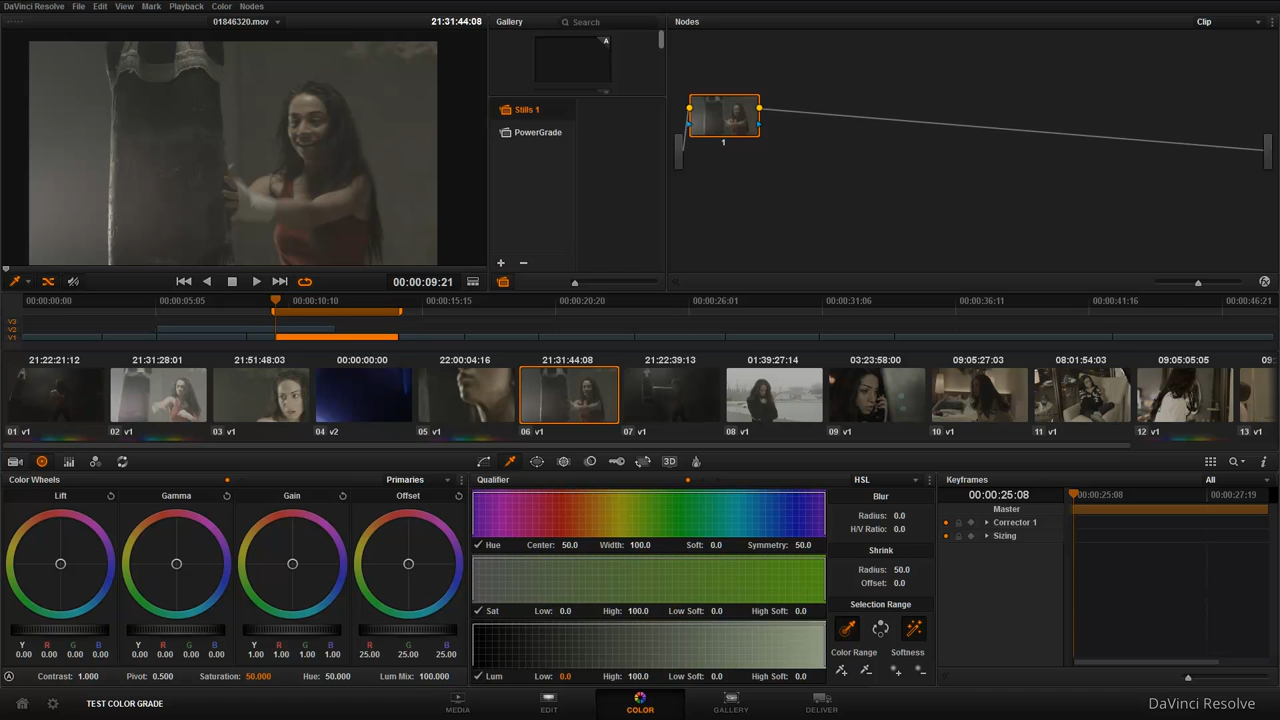 DaVinci Resolve File Edit View Mark Playback Color Nodes
01846320.mov 21:31:44:08 Gallery Search Nodes Clip
A
Stills 1
PowerGrade
1
00:00:09:21
00:00:00:00 00:00:05:05 00:00:10:10 00:00:15:15 00:00:20:20 00:00:26:01 00:00:31:06 00:00:36:11 00:00:41:16 00:00:46:21
V3
V2
V1
21:22:21:12 21:31:28:01 21:51:48:03 00:00:00:00 22:00:04:16 21:31:44:08 21:22:39:13 01:39:27:14 03:23:58:00 09:05:27:03 08:01:54:03 09:05:05:05 09:
01 V1 02 V1 03 V1 04 V2 05 V1 06 V1 07 V1 08 V1 09 V1 10 V1 11 V1 12 V1 13 V
3D
Color Wheels Primaries Qualifier HSL Keyframes All
Lift Gamma Gain Offset Blur 00:00:25:08 00:00:25:08 00:00:27:19
Master
Radius: 0.0 Corrector 1
H/V Ratio: 0.0 Sizing
Hue Center: 50.0 Width: 100.0 Soft: 0.0 Symmetry: 50.0
Shrink
Radius: 50.0
Offset: 0.0
Sat Low: 0.0 High: 100.0 Low Soft: 0.0 High Soft: 0.0 Selection Range
Y R G B Y R G B Y R G B R G B
0.00 0.00 0.00 0.00 0.00 0.00 0.00 0.00 1.00 1.00 1.00 1.00 25.00 25.00 25.00 Color Range Softness
A Contrast: 1.000 Pivot: 0.500 Saturation: 50.000 Hue: 50.000 Lum Mix: 100.000 Lum Low: 0.0 High: 100.0 Low Soft: 0.0 High Soft: 0.0
TEST COLOR GRADE MEDIA EDIT COLOR GALLERY DELIVER DaVinci Resolve